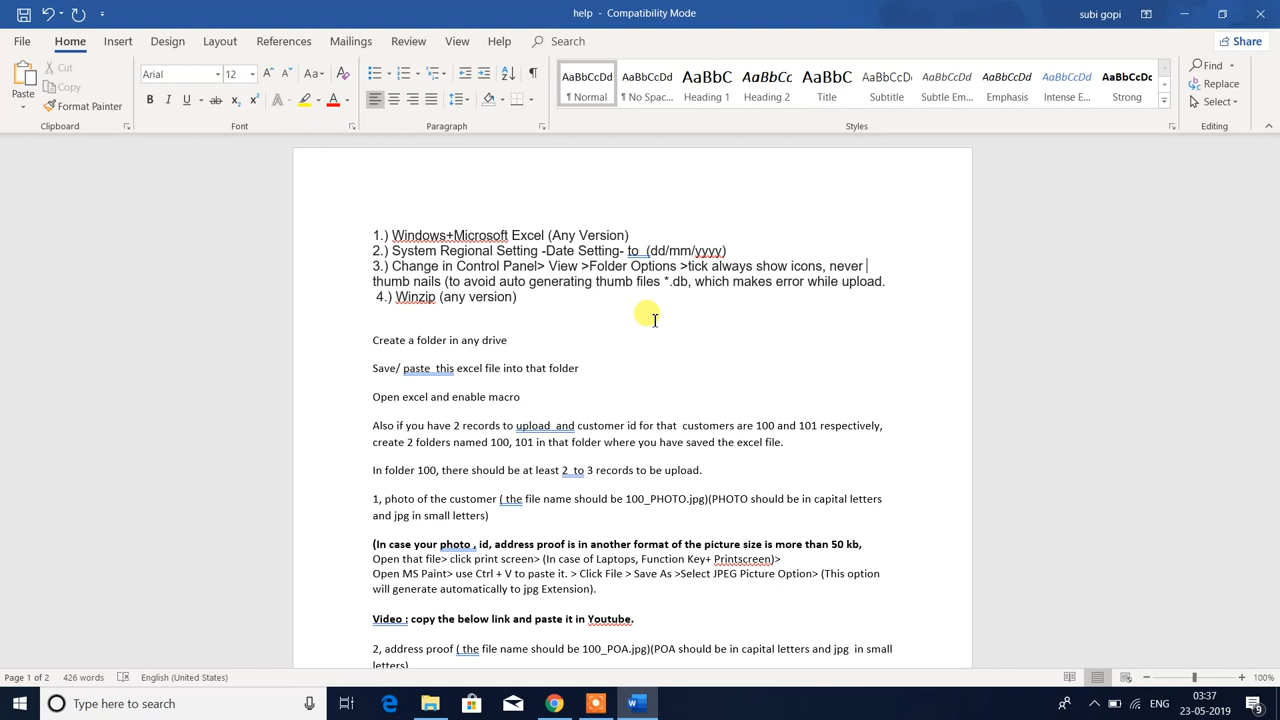 help - Compatibility Mode - Word
subi gopi
File Home Insert Design Layout References Mailings Review View Help Search Share
Paste Cut Copy Format Painter
Arial 12 Aa
B I U ab x₂ x² A A
AaBbCcDd AaBbCcDd AaBbC AaBbCc AaBbC AaBbCcD AaBbCcDd AaBbCcDd AaBbCcDd AaBbCcDd
¶ Normal ¶ No Spac... Heading 1 Heading 2 Title Subtitle Subtle Em... Emphasis Intense E... Strong
Find Replace Select
Clipboard Font Paragraph Styles Editing
1.) Windows+Microsoft Excel (Any Version)
2.) System Regional Setting -Date Setting- to (dd/mm/yyyy)
3.) Change in Control Panel> View >Folder Options >tick always show icons, never
thumb nails (to avoid auto generating thumb files *.db, which makes error while upload.
4.) Winzip (any version)
Create a folder in any drive
Save/ paste this excel file into that folder
Open excel and enable macro
Also if you have 2 records to upload and customer id for that customers are 100 and 101 respectively,
create 2 folders named 100, 101 in that folder where you have saved the excel file.
In folder 100, there should be at least 2 to 3 records to be upload.
1, photo of the customer ( the file name should be 100_PHOTO.jpg)(PHOTO should be in capital letters
and jpg in small letters)
(In case your photo , id, address proof is in another format of the picture size is more than 50 kb,
Open that file> click print screen> (In case of Laptops, Function Key+ Printscreen)>
Open MS Paint> use Ctrl + V to paste it. > Click File > Save As >Select JPEG Picture Option> (This option
will generate automatically to jpg Extension).
Video : copy the below link and paste it in Youtube.
2, address proof ( the file name should be 100_POA.jpg)(POA should be in capital letters and jpg in small
letters)
Page 1 of 2 426 words English (United States) 100%
Type here to search
03:37
23-05-2019
9